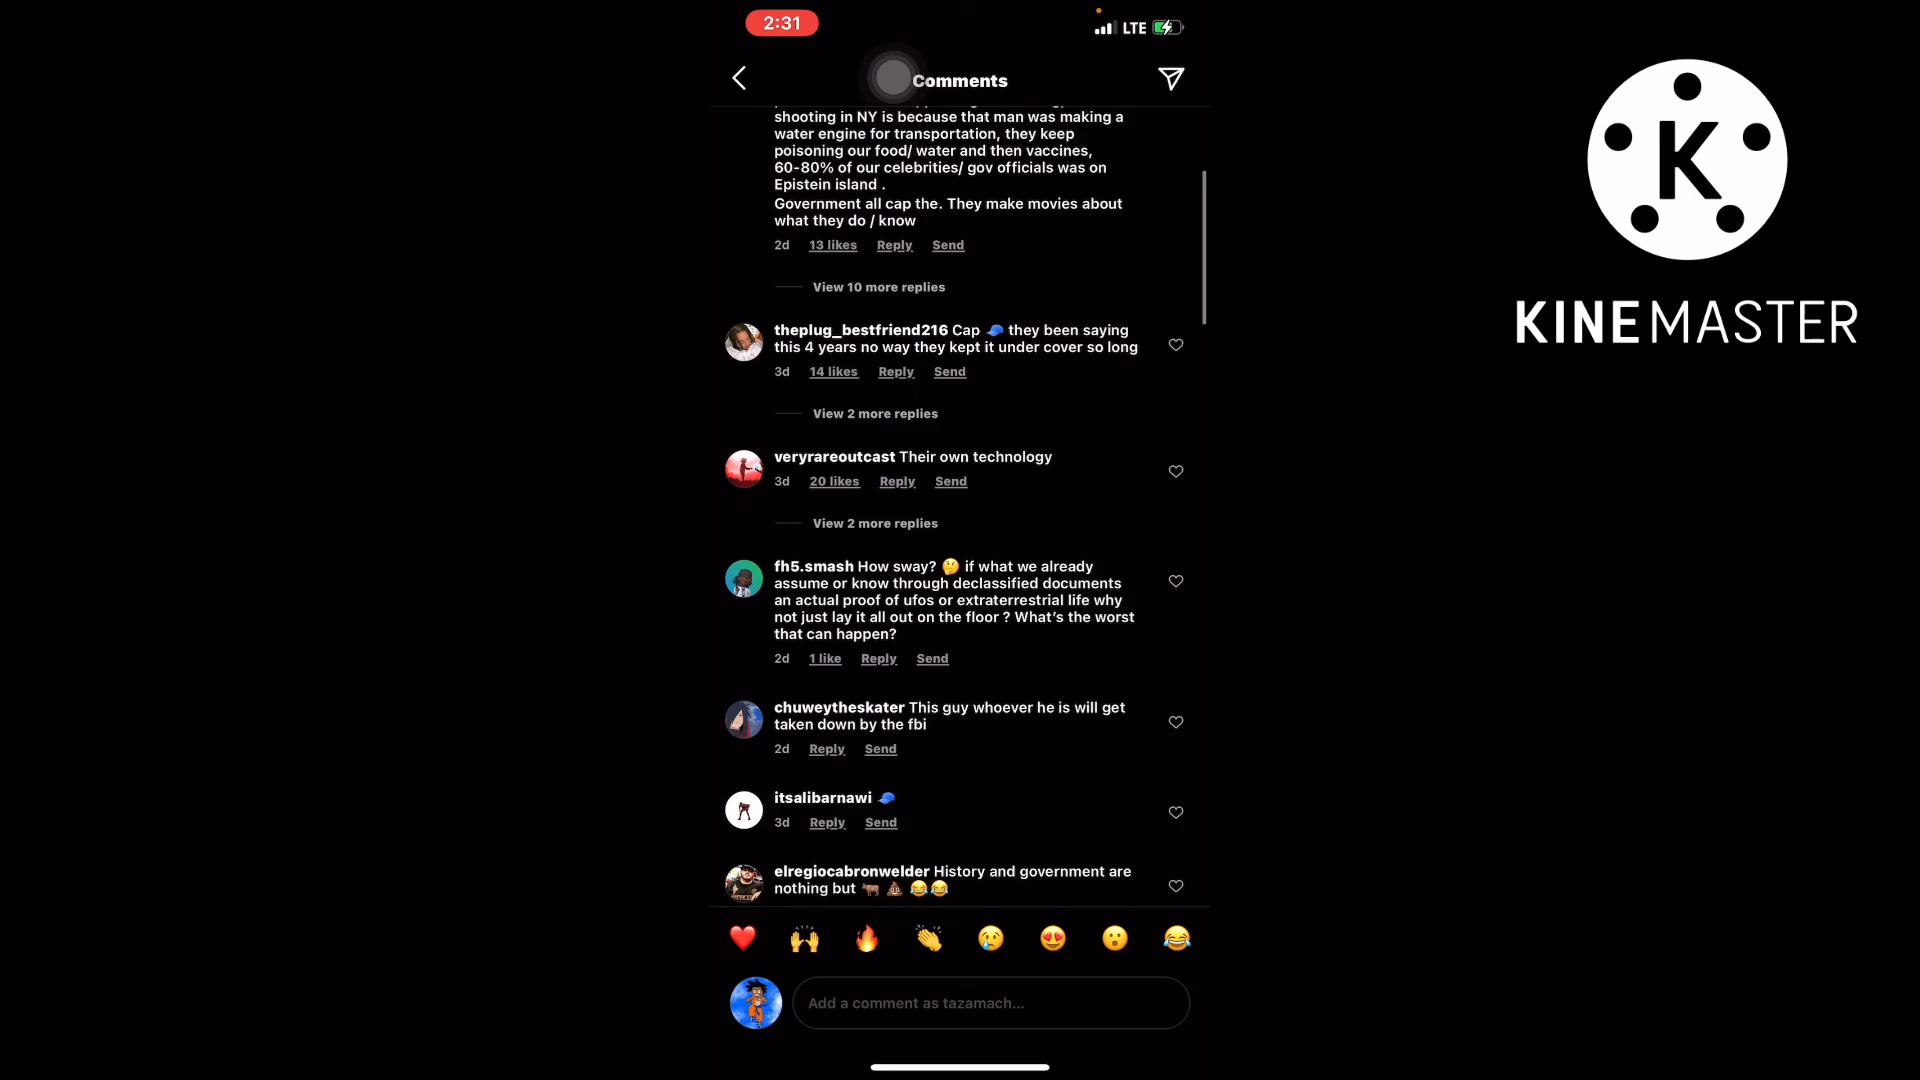 2:31
LTE
Comments
shooting in NY is because that man was making a
water engine for transportation, they keep
poisoning our food/ water and then vaccines,
60-80% of our celebrities/ gov officials was on
Epistein island .
Government all cap the. They make movies about
what they do / know
2d 13 likes Reply Send
View 10 more replies
theplug_bestfriend216 Cap 🧢 they been saying
this 4 years no way they kept it under cover so long
3d 14 likes Reply Send
View 2 more replies
veryrareoutcast Their own technology
3d 20 likes Reply Send
View 2 more replies
fh5.smash How sway? 🤔 if what we already
assume or know through declassified documents
an actual proof of ufos or extraterrestrial life why
not just lay it all out on the floor ? What's the worst
that can happen?
2d 1 like Reply Send
chuweytheskater This guy whoever he is will get
taken down by the fbi
2d Reply Send
itsalibarnawi 🧢
3d Reply Send
elregiocabronwelder History and government are
nothing but 🐂 💩 😂😂
Add a comment as tazamach...
K
KINEMASTER